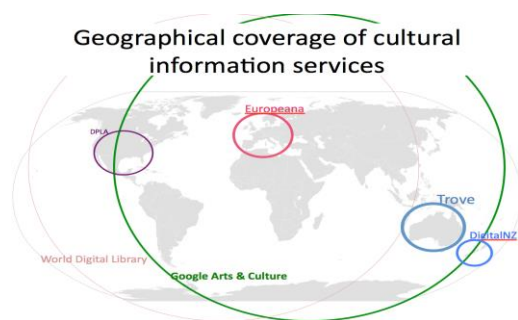 Geographical coverage of cultural
information services
Europeana
DPLA
Trove
DigitalNZ
World Digital Library
Google Arts & Culture